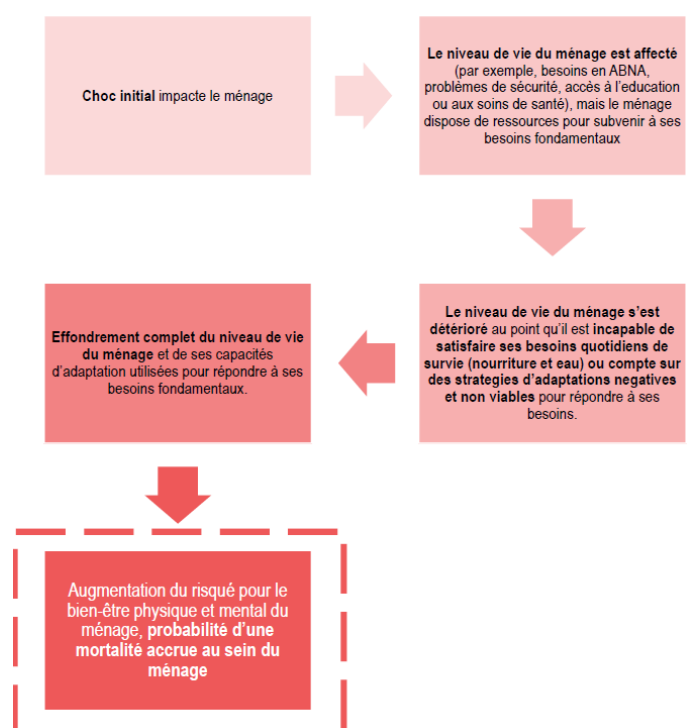 Choc initial impacte le ménage
Le niveau de vie du ménage est affecté
(par exemple, besoins en ABNA,
problèmes de sécurité, accès à l'education
ou aux soins de santé), mais le ménage
dispose de ressources pour subvenir à ses
besoins fondamentaux
Le niveau de vie du ménage s'est
détérioré au point qu'il est incapable de
satisfaire ses besoins quotidiens de
survie (nourriture et eau) ou compte sur
des strategies d'adaptations negatives
et non viables pour répondre à ses
besoins.
Effondrement complet du niveau de vie
du ménage et de ses capacités
d'adaptation utilisées pour répondre à ses
besoins fondamentaux.
Augmentation du risqué pour le
bien-être physique et mental du
ménage, probabilité d'une
mortalité accrue au sein du
ménage